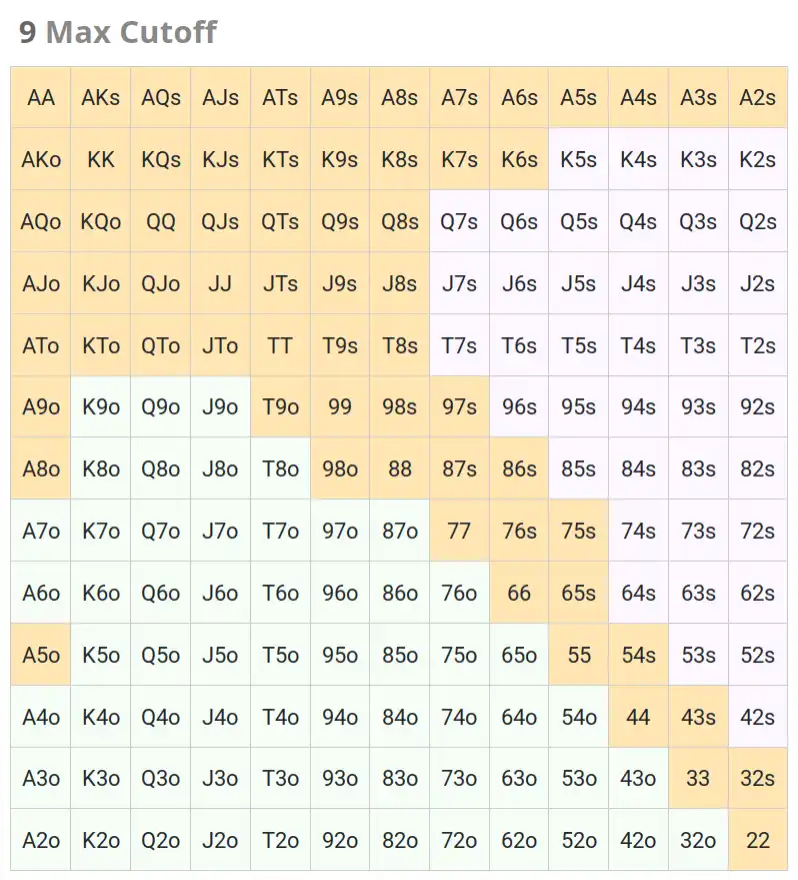 9 Max Cutoff
AA AKs AQs AJs ATs A9s A8s A7s A6s A5s A4s A3s A2s
AKo KK KQs KJs KTs K9s K8s K7s K6s K5s K4s K3s K2s
AQo KQo QQ QJs QTs Q9s Q8s Q7s Q6s Q5s Q4s Q3s Q2s
AJo KJo QJo JJ JTs J9s J8s J7s J6s J5s J4s J3s J2s
ATo KTo QTo JTo TT T9s T8s T7s T6s T5s T4s T3s T2s
A9o K9o Q9o J9o T9o 99 98s 97s 96s 95s 94s 93s 92s
A8o K8o Q8o J8o T8o 98o 88 87s 86s 85s 84s 83s 82s
A7o K7o Q7o J7o T7o 97o 87o 77 76s 75s 74s 73s 72s
A6o K6o Q6o J6o T6o 96o 86o 76o 66 65s 64s 63s 62s
A5o K5o Q5o J5o T5o 95o 85o 75o 65o 55 54s 53s 52s
A4o K4o Q4o J4o T4o 94o 84o 74o 64o 54o 44 43s 42s
A3o K3o Q3o J3o T3o 93o 83o 73o 63o 53o 43o 33 32s
A2o K2o Q2o J2o T2o 92o 82o 72o 62o 52o 42o 32o 22